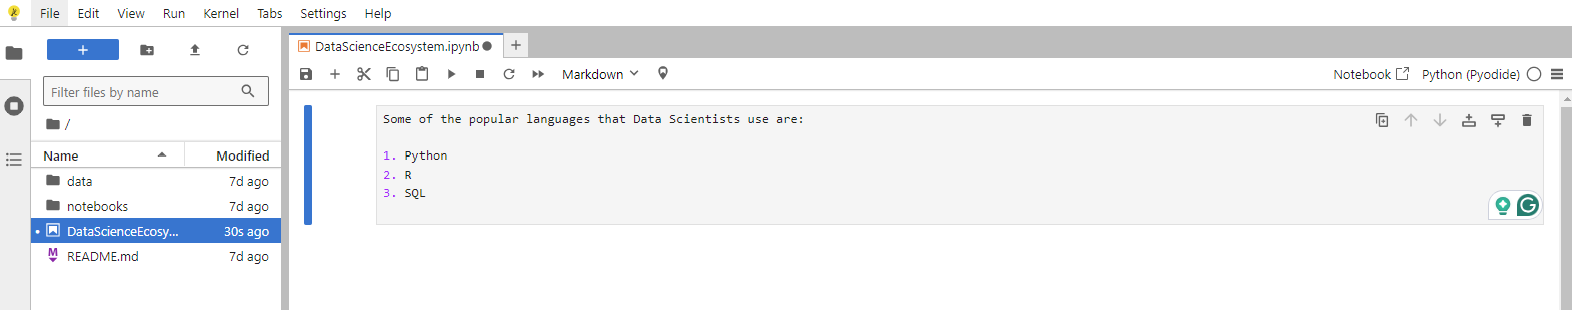 File Edit View Run Kernel Tabs Settings Help
+
Filter files by name
/
Name Modified
data 7d ago
notebooks 7d ago
• DataScienceEcosy... 30s ago
M README.md 7d ago
DataScienceEcosystem.ipynb
+
Markdown
Notebook Python (Pyodide)
Some of the popular languages that Data Scientists use are:
1. Python
2. R
3. SQL
G